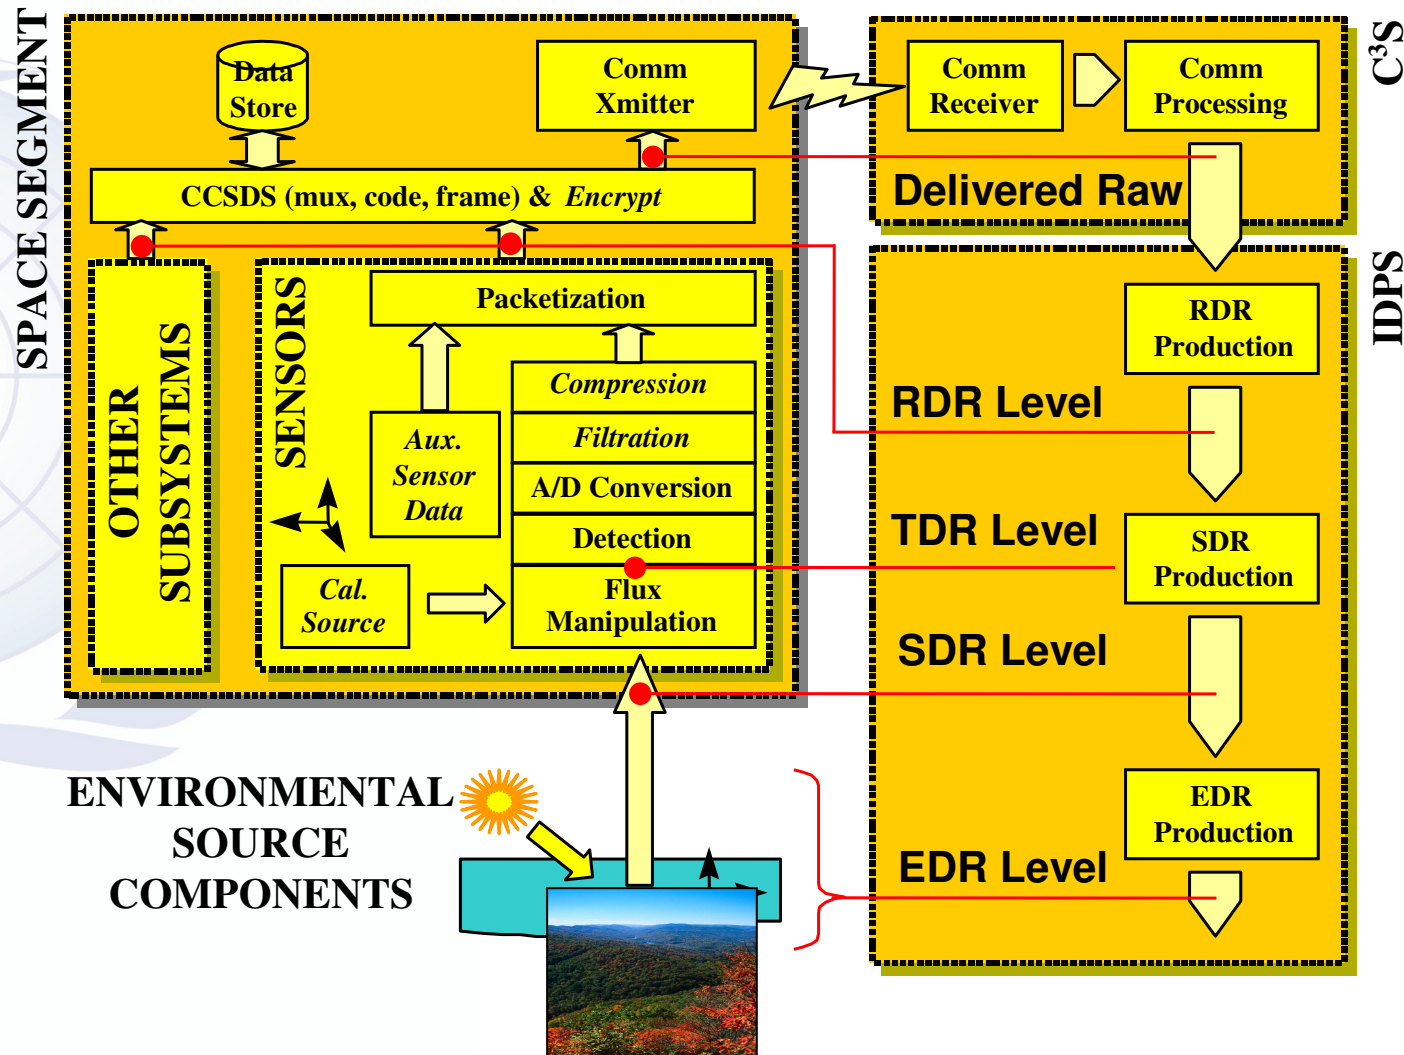 SPACE SEGMENT
Data
Store
Comm
Xmitter
CCSDS (mux, code, frame) & Encrypt
OTHER
SUBSYSTEMS
SENSORS
Packetization
Compression
Filtration
A/D Conversion
Detection
Flux
Manipulation
Aux.
Sensor
Data
Cal.
Source
ENVIRONMENTAL
SOURCE
COMPONENTS
C³S
Comm
Receiver
Comm
Processing
Delivered Raw
IDPS
RDR
Production
RDR Level
TDR Level
SDR
Production
SDR Level
EDR
Production
EDR Level